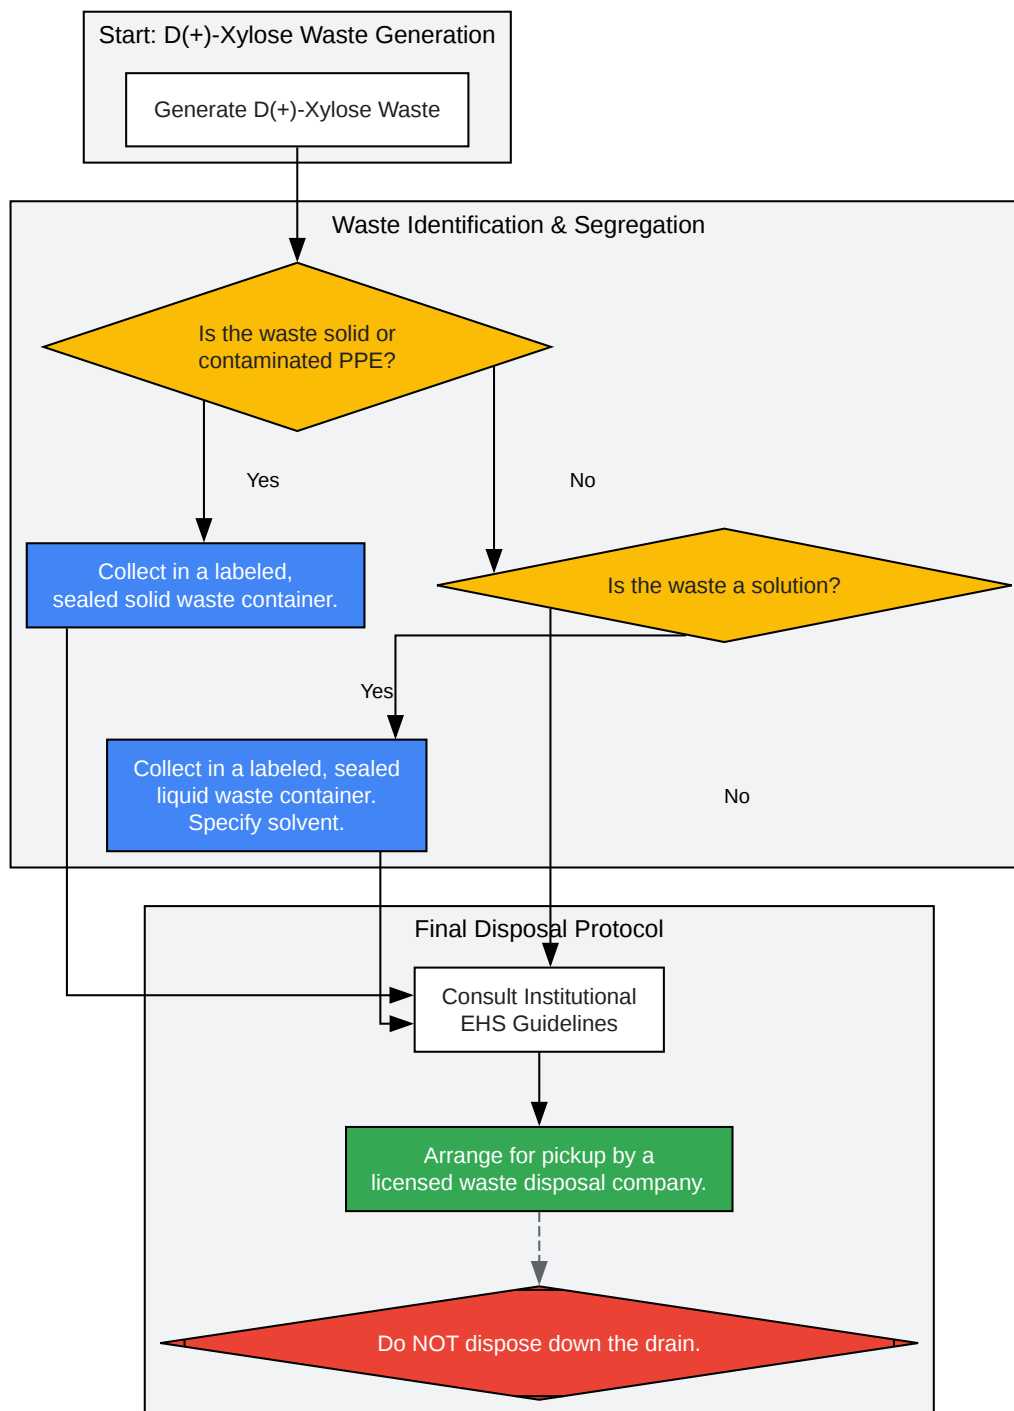 Start: D(+)-Xylose Waste Generation
Generate D(+)-Xylose Waste
Waste Identification & Segregation
Is the waste solid or
contaminated PPE?
Yes
No
Collect in a labeled,
sealed solid waste container.
Is the waste a solution?
Yes
Collect in a labeled, sealed
liquid waste container.
Specify solvent.
No
Final Disposal Protocol
Consult Institutional
EHS Guidelines
Arrange for pickup by a
licensed waste disposal company.
Do NOT dispose down the drain.